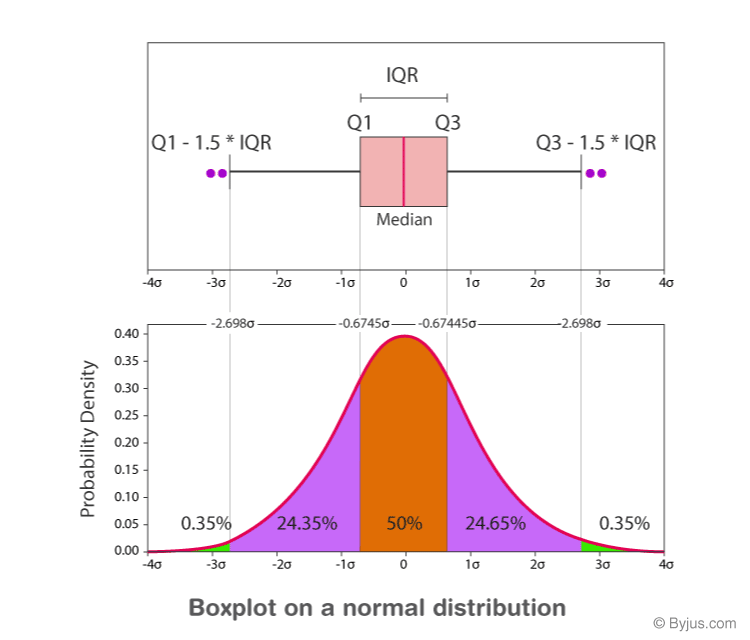 IQR
Q1 Q3
Q1 - 1.5 * IQR Q3 - 1.5 * IQR
Median
-4σ -3σ -2σ -1σ 0 1σ 2σ 3σ 4σ
-2.698σ -0.6745σ -0.67445σ -2.698σ
Probability Density
0.40
0.35
0.30
0.25
0.20
0.15
0.10
0.05
0.00
0.35% 24.35% 50% 24.65% 0.35%
-4σ -3σ -2σ -1σ 0 1σ 2σ 3σ 4σ
Boxplot on a normal distribution
© Byjus.com